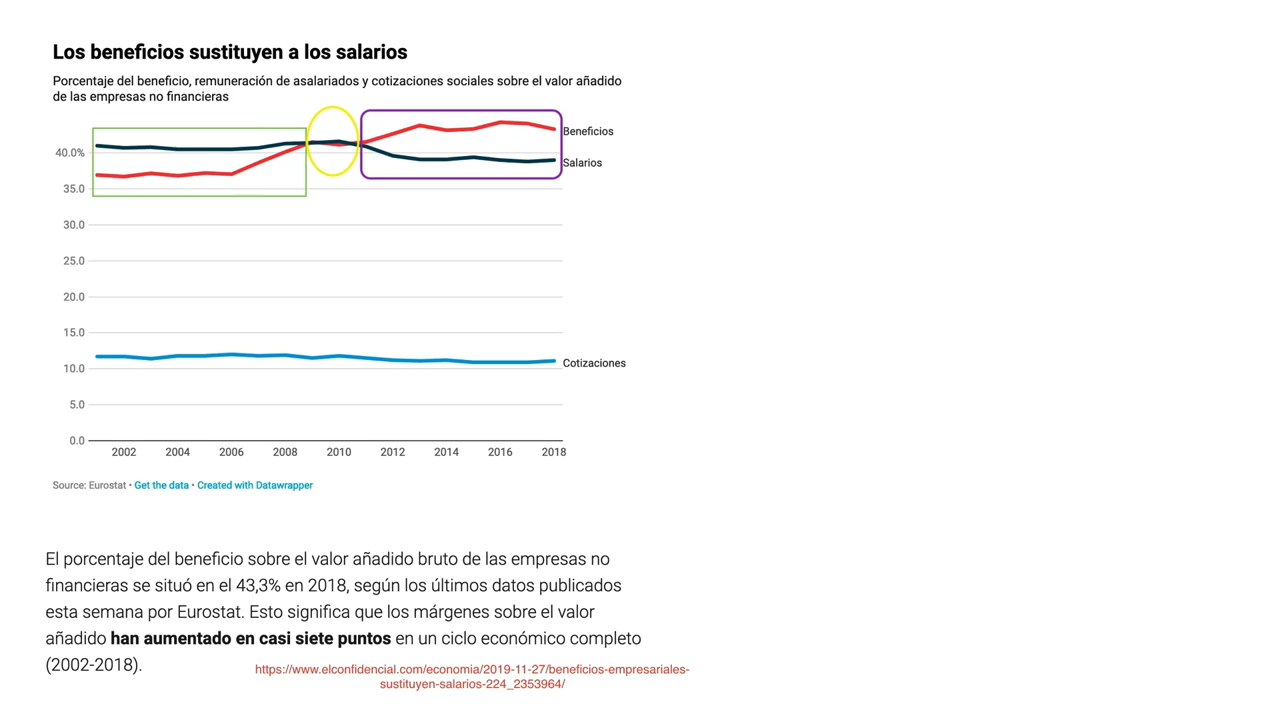 Los beneficios sustituyen a los salarios
Porcentaje del beneficio, remuneración de asalariados y cotizaciones sociales sobre el valor añadido
de las empresas no financieras
Beneficios
40.0%
Salarios
35.0
30.0
25.0
20.0
15.0
Cotizaciones
10.0
5.0
0.0
2002 2004 2006 2008 2010 2012 2014 2016 2018
Source: Eurostat • Get the data • Created with Datawrapper
El porcentaje del beneficio sobre el valor añadido bruto de las empresas no
financieras se situó en el 43,3% en 2018, según los últimos datos publicados
esta semana por Eurostat. Esto significa que los márgenes sobre el valor
añadido han aumentado en casi siete puntos en un ciclo económico completo
(2002-2018).
https://www.elconfidencial.com/economia/2019-11-27/beneficios-empresariales-
sustituyen-salarios-224_2353964/